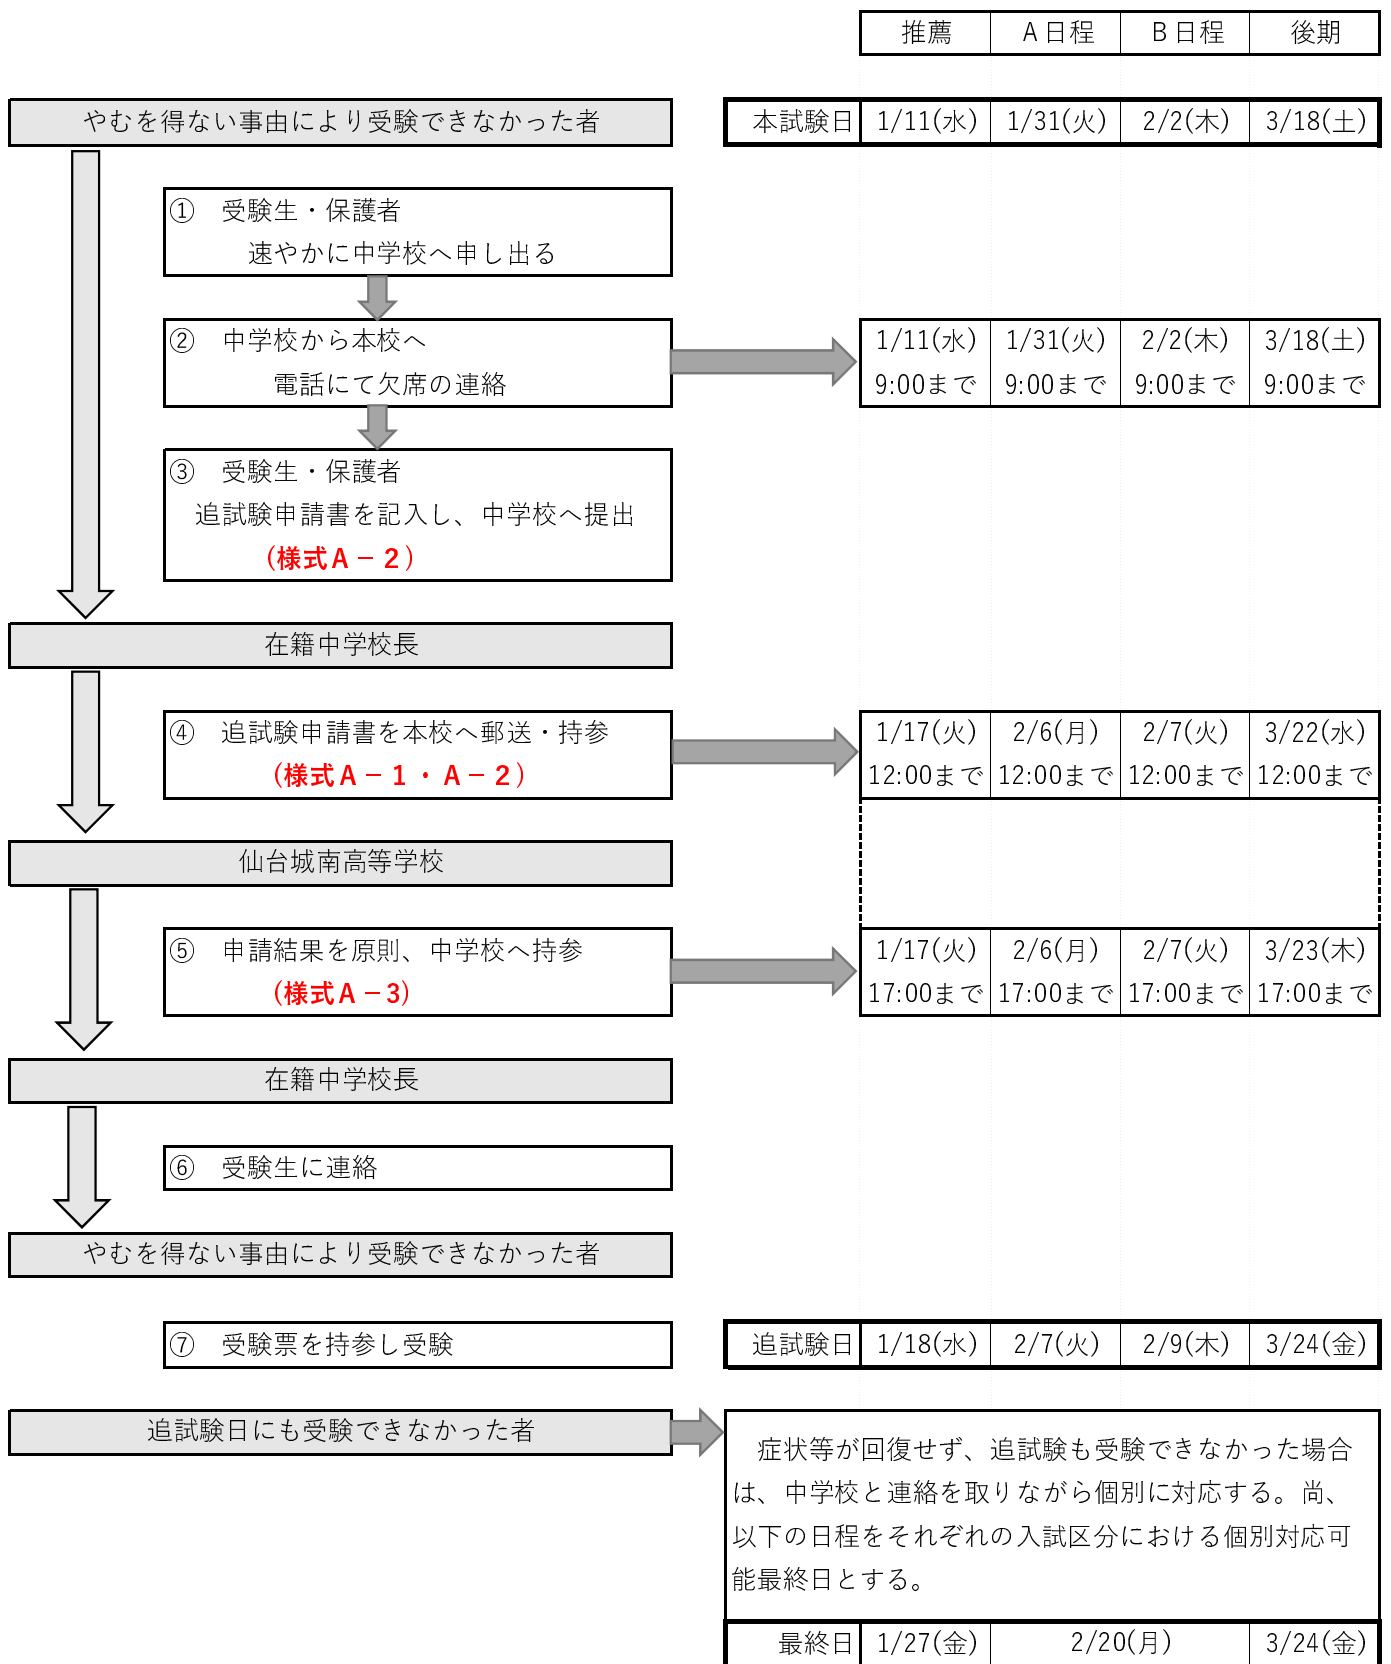 推薦 Ａ日程 Ｂ日程 後期
やむを得ない事由により受験できなかった者
本試験日 1/11(水) 1/31(火) 2/2(木) 3/18(土)
① 受験生・保護者
速やかに中学校へ申し出る
② 中学校から本校へ
電話にて欠席の連絡
1/11(水) 1/31(火) 2/2(木) 3/18(土)
9:00まで 9:00まで 9:00まで 9:00まで
③ 受験生・保護者
追試験申請書を記入し、中学校へ提出
(様式Ａ－２)
在籍中学校長
④ 追試験申請書を本校へ郵送・持参
(様式Ａ－１・Ａ－２)
1/17(火) 2/6(月) 2/7(火) 3/22(水)
12:00まで 12:00まで 12:00まで 12:00まで
仙台城南高等学校
⑤ 申請結果を原則、中学校へ持参
(様式Ａ－3)
1/17(火) 2/6(月) 2/7(火) 3/23(木)
17:00まで 17:00まで 17:00まで 17:00まで
在籍中学校長
⑥ 受験生に連絡
やむを得ない事由により受験できなかった者
⑦ 受験票を持参し受験
追試験日 1/18(水) 2/7(火) 2/9(木) 3/24(金)
追試験日にも受験できなかった者
症状等が回復せず、追試験も受験できなかった場合
は、中学校と連絡を取りながら個別に対応する。尚、
以下の日程をそれぞれの入試区分における個別対応可
能最終日とする。
最終日 1/27(金) 2/20(月) 3/24(金)